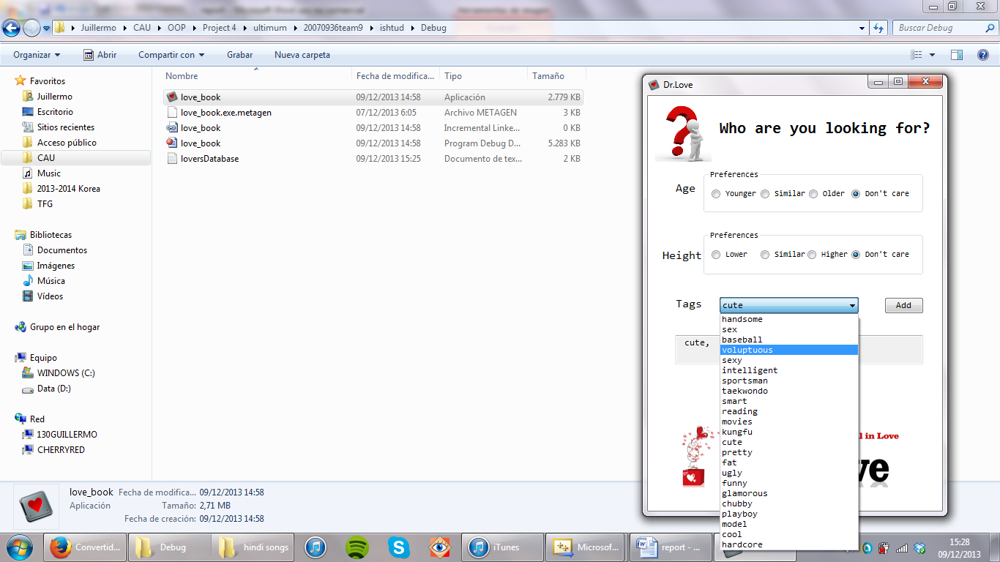 Juillermo ▸ CAU ▸ OOP ▸ Project 4 ▸ ultimum ▸ 20070936team9 ▸ ishtud ▸ Debug
Buscar Debug
Organizar Abrir Compartir con Grabar Nueva carpeta
Nombre Fecha de modifica... Tipo Tamaño
love_book 09/12/2013 14:58 Aplicación 2.779 KB
love_book.exe.metagen 07/12/2013 6:05 Archivo METAGEN 3 KB
love_book 09/12/2013 14:58 Incremental Linke... 0 KB
love_book 09/12/2013 14:58 Program Debug D... 5.283 KB
loversDatabase 09/12/2013 15:25 Documento de tex... 2 KB
Favoritos
Juillermo
Escritorio
Sitios recientes
Acceso público
CAU
Music
2013-2014 Korea
TFG
Bibliotecas
Documentos
Imágenes
Música
Vídeos
Grupo en el hogar
Equipo
WINDOWS (C:)
Data (D:)
Red
130GUILLERMO
CHERRYRED
Dr.Love
Who are you looking for?
Preferences
Age Younger Similar Older Don't care
Preferences
Height Lower Similar Higher Don't care
Tags cute Add
cute,
handsome
sex
baseball
voluptuous
sexy
intelligent
sportsman
taekwondo
smart
reading
movies
kungfu
cute
pretty
fat
ugly
funny
glamorous
chubby
playboy
model
cool
hardcore
in Love
love_book Fecha de modifica... 09/12/2013 14:58
Aplicación Tamaño: 2,71 MB
Fecha de creación: 09/12/2013 14:58
Convertid... Debug hindi songs iTunes Microsof... report - ...
15:28
09/12/2013